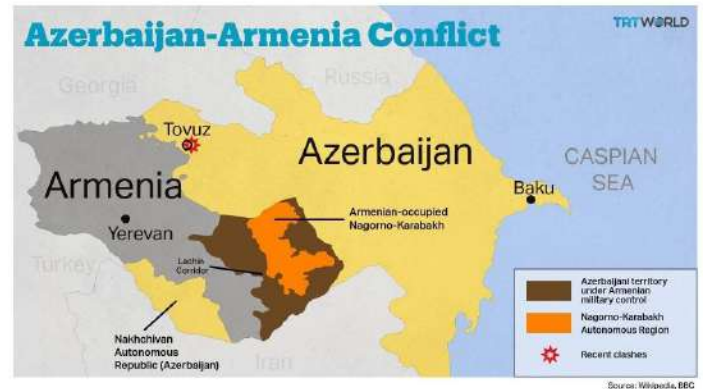 Azerbaijan-Armenia Conflict
TRTWORLD
Georgia
Russia
Tovuz
Azerbaijan
CASPIAN
SEA
Armenia
Baku
Armenian-occupied
Nagorno-Karabakh
Yerevan
Lachin
Corridor
Turkey
Nakhchivan
Autonomous
Republic (Azerbaijan)
Iran
Azerbaijani territory
under Armenian
military control
Nagorno-Karabakh
Autonomous Region
Recent clashes
Source: Wikipedia, BBC